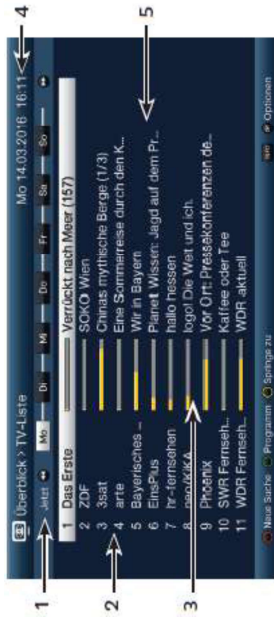 4
Überblick > TV-Liste
Mo 14.03.2016 16:11
1
Jetzt Mo Di Mi Do Fr Sa So
1 Das Erste Verrückt nach Meer (157)
2 ZDF SOKO Wien
3 3sat Chinas mythische Berge (1/3)
2
4 arte Eine Sommerreise durch den K...
5 Bayerisches ... Wir in Bayern
5
6 EinsPlus Planet Wissen: Jagd auf dem Pr...
7 hr-fernsehen hallo hessen
8 neo/KiKA logo! Die Welt und ich.
3
9 Phoenix Vor Ort: Pressekonferenzen de...
10 SWR Fernseh... Kaffee oder Tee
11 WDR Fernseh... WDR aktuell
Neue Suche Programm Springe zu Optionen